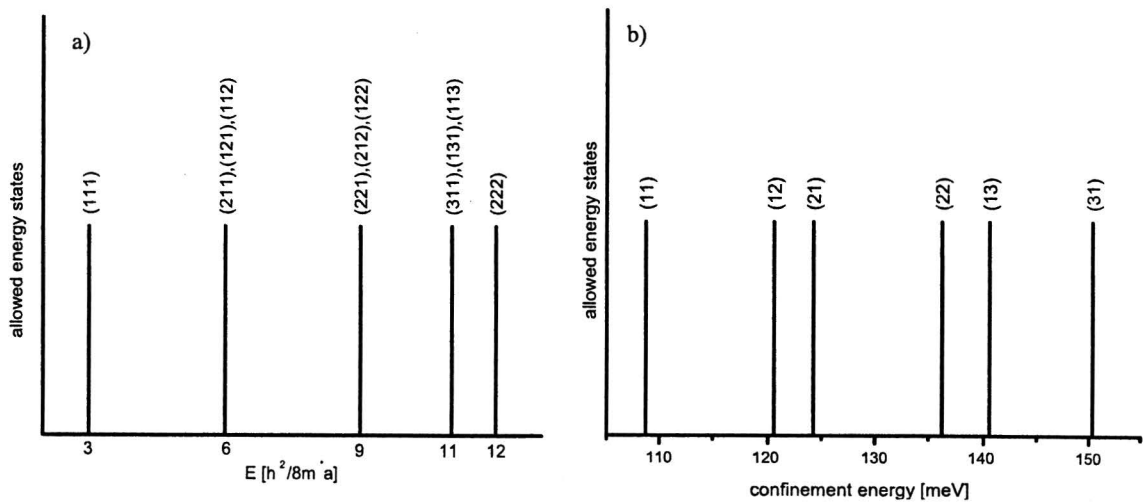 a)
allowed energy states
(111)
(211),(121),(112)
(221),(212),(122)
(311),(131),(113)
(222)
3 6 9 11 12
E [h²/8m*a]
b)
allowed energy states
(11)
(12)
(21)
(22)
(13)
(31)
110 120 130 140 150
confinement energy [meV]